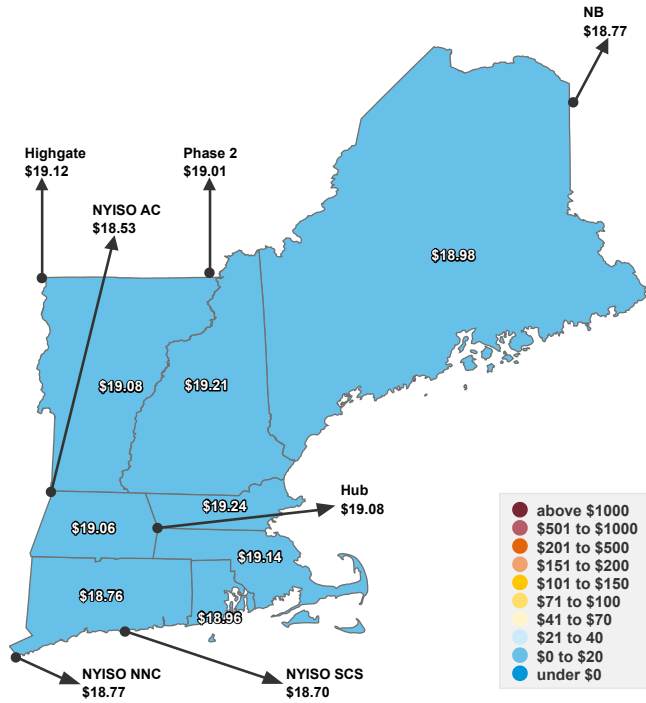 NB
$18.77
Highgate
$19.12
Phase 2
$19.01
NYISO AC
$18.53
$18.98
$19.08
$19.21
Hub
$19.08
$19.24
$19.06
$19.14
$18.76
$18.96
NYISO NNC
$18.77
NYISO SCS
$18.70
above $1000
$501 to $1000
$201 to $500
$151 to $200
$101 to $150
$71 to $100
$41 to $70
$21 to 40
$0 to $20
under $0